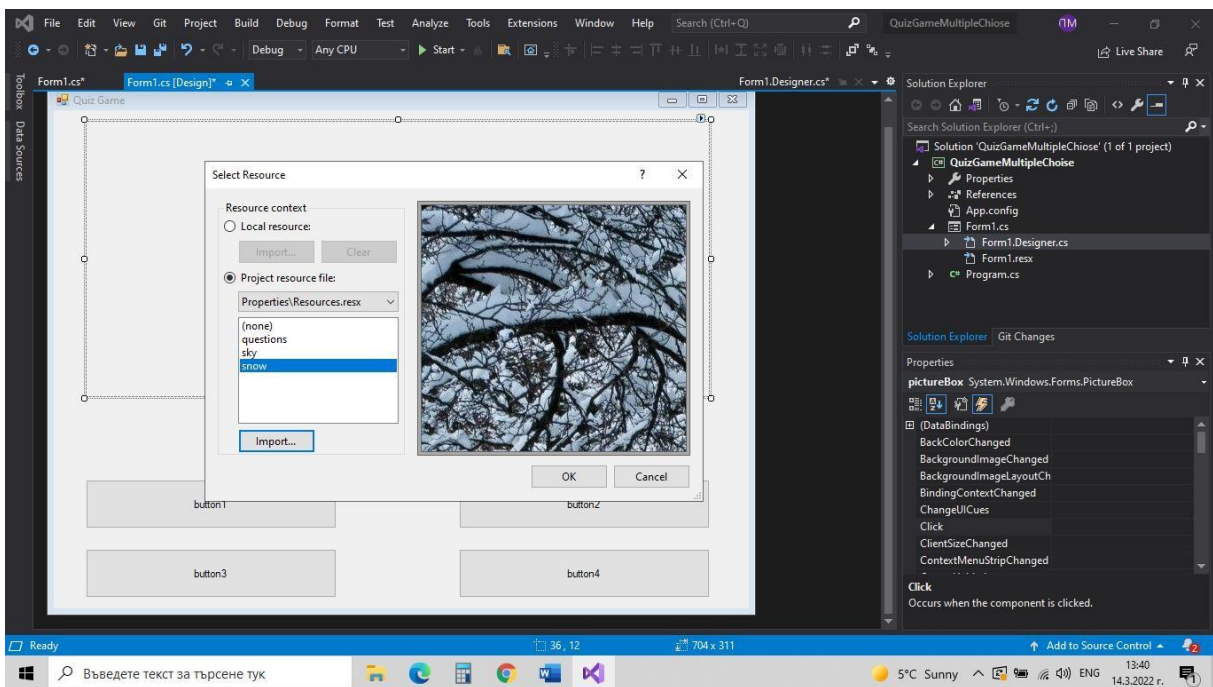 File Edit View Git Project Build Debug Format Test Analyze Tools Extensions Window Help Search (Ctrl+Q) QuizGameMultipleChiose ПМ
Debug Any CPU Start Live Share
Toolbox
Data Sources
Form1.cs* Form1.cs [Design]* Form1.Designer.cs*
Quiz Game
Select Resource ? X
Resource context
Local resource:
Import... Clear
Project resource file:
Properties\Resources.resx
(none)
questions
sky
snow
Import...
OK Cancel
button1 button2
button3 button4
Solution Explorer
Search Solution Explorer (Ctrl+;)
Solution 'QuizGameMultipleChiose' (1 of 1 project)
C# QuizGameMultipleChoise
Properties
References
App.config
Form1.cs
Form1.Designer.cs
Form1.resx
C# Program.cs
Solution Explorer Git Changes
Properties
pictureBox System.Windows.Forms.PictureBox
(DataBindings)
BackColorChanged
BackgroundImageChanged
BackgroundImageLayoutCh
BindingContextChanged
ChangeUICues
Click
ClientSizeChanged
ContextMenuStripChanged
Click
Occurs when the component is clicked.
Ready 36 , 12 704 x 311 Add to Source Control 2
Въведете текст за търсене тук 5°C Sunny ENG 13:40
14.3.2022 г.